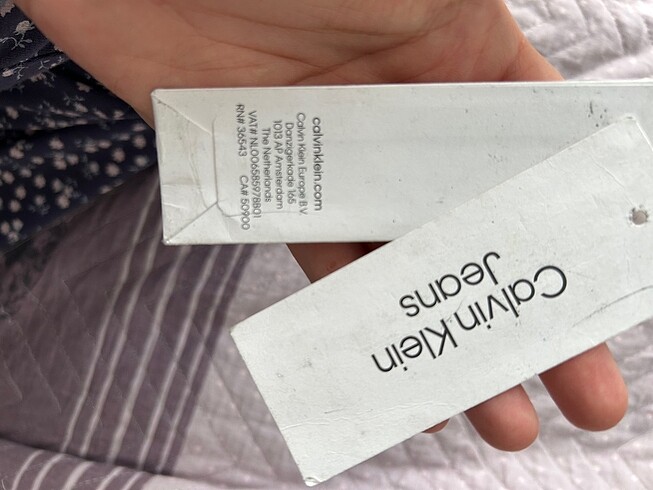 calvinklein.com
Calvin Klein Europe B.V.
Danzigerkade 165
1013 AP Amsterdam
The Netherlands
VAT# NL006585978B01
RN# 36543 CA# 50900
Calvin Klein
Jeans